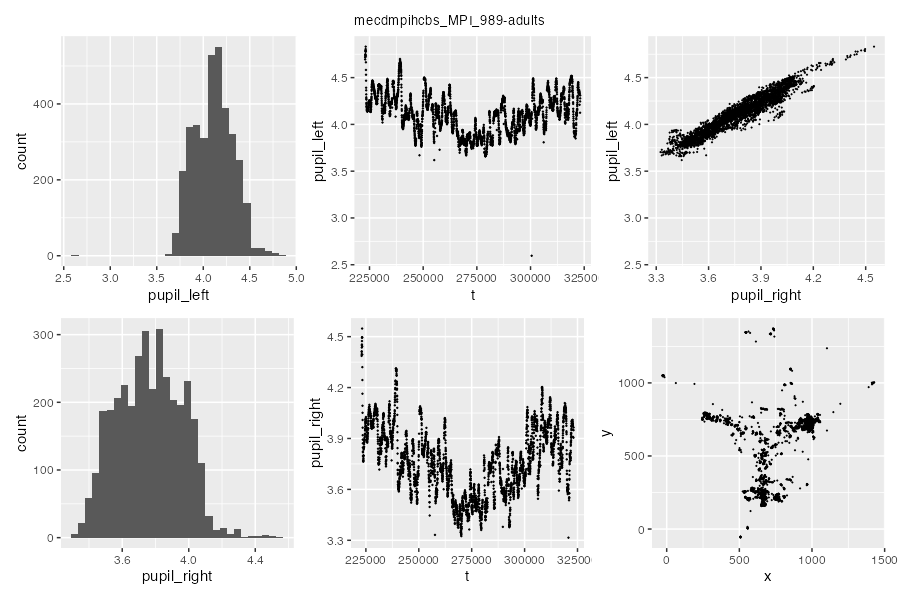 mecdmpihcbs_MPI_989-adults
count
400
200
0
2.5 3.0 3.5 4.0 4.5 5.0
pupil_left
pupil_left
4.5
4.0
3.5
3.0
2.5
225000 250000 275000 300000 32500
t
pupil_left
4.5
4.0
3.5
3.0
2.5
3.3 3.6 3.9 4.2 4.5
pupil_right
count
300
200
100
0
3.6 4.0 4.4
pupil_right
pupil_right
4.5
4.2
3.9
3.6
3.3
225000 250000 275000 300000 325000
t
y
1000
500
0
0 500 1000 1500
x